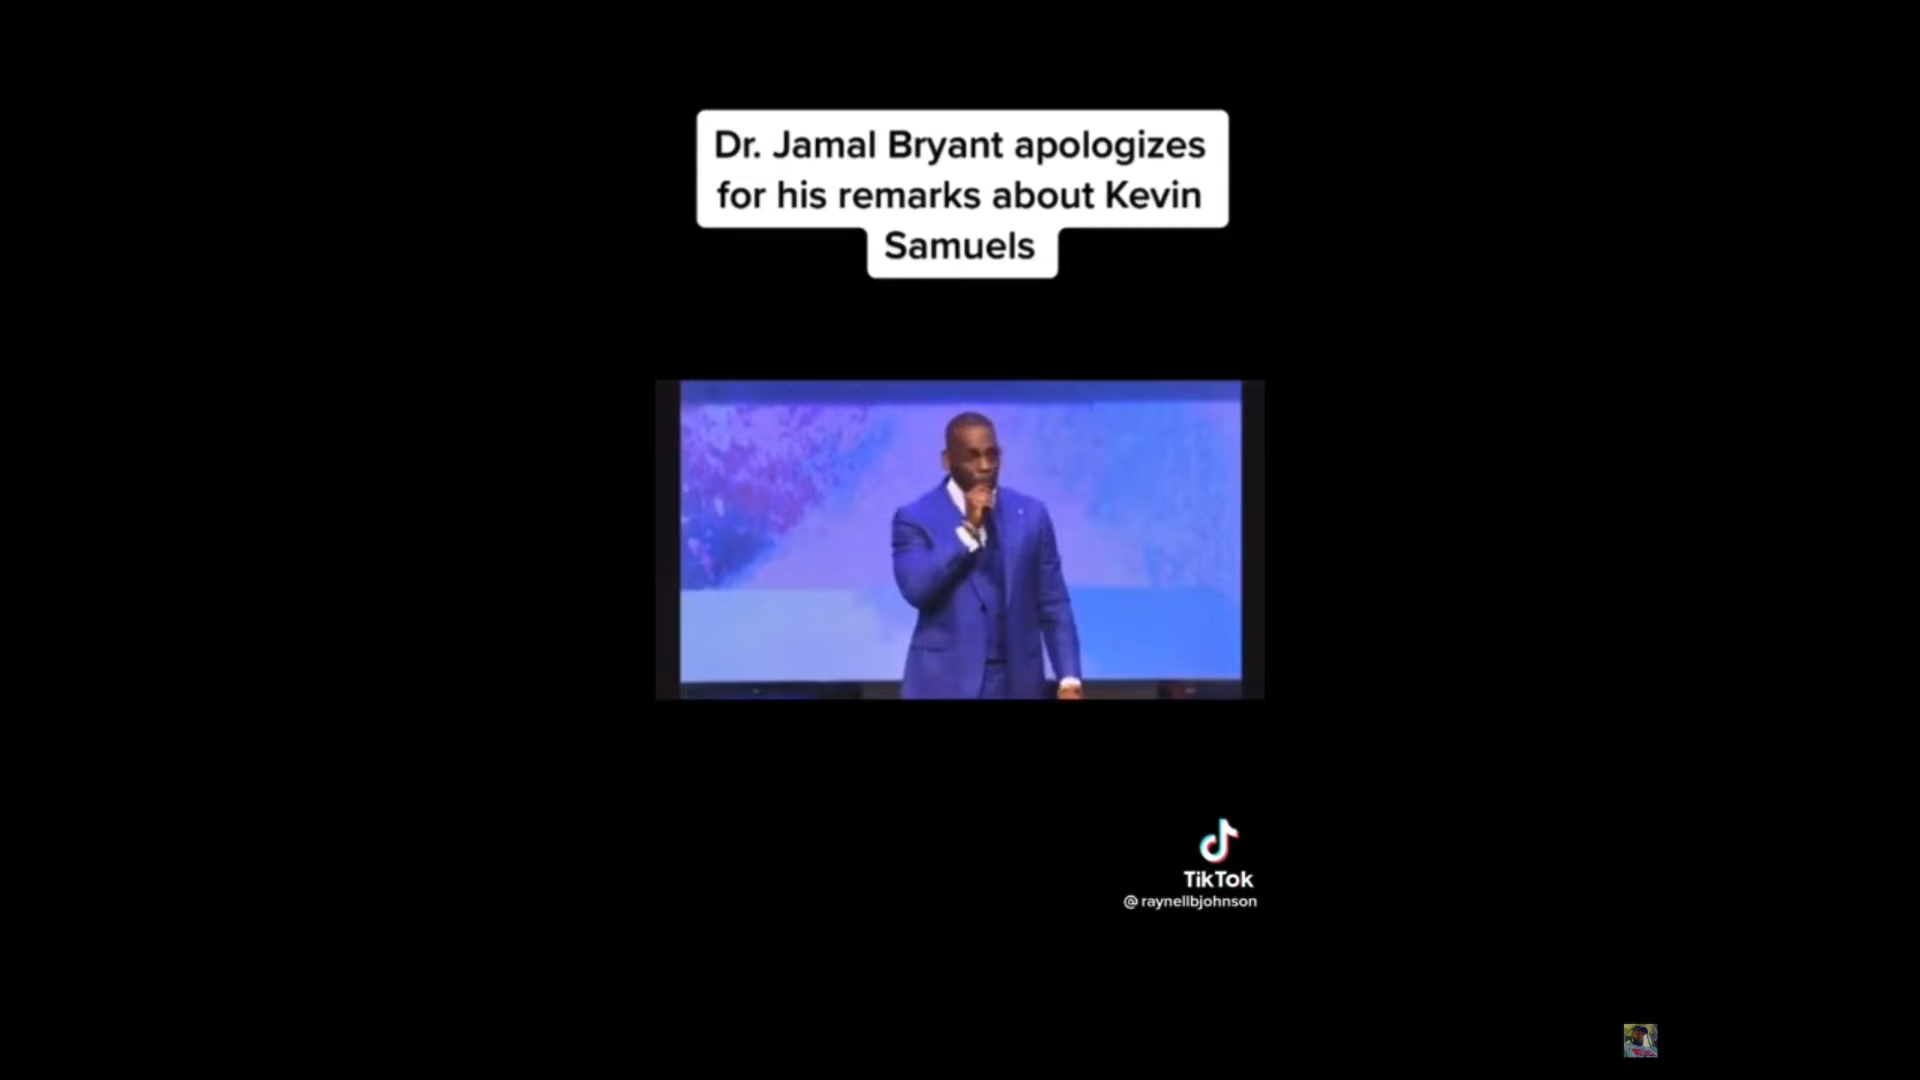 Dr. Jamal Bryant apologizes
for his remarks about Kevin
Samuels
TikTok
@raynellbjohnson